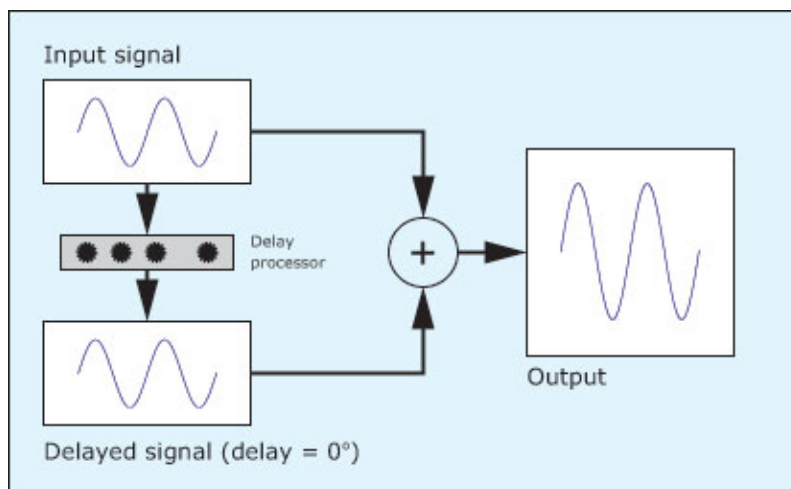 Input signal
Delay
processor
+
Output
Delayed signal (delay = 0°)